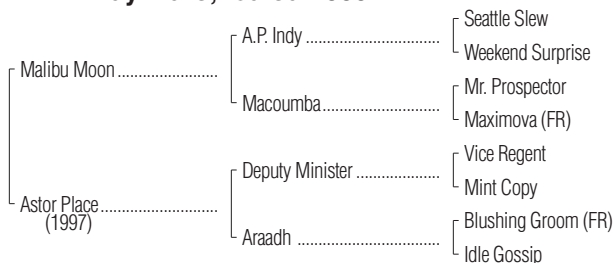 Seattle Slew
A.P. Indy
Weekend Surprise
Malibu Moon
Mr. Prospector
Macoumba
Maximova (FR)
Vice Regent
Deputy Minister
Mint Copy
Astor Place
(1997)
Blushing Groom (FR)
Araadh
Idle Gossip